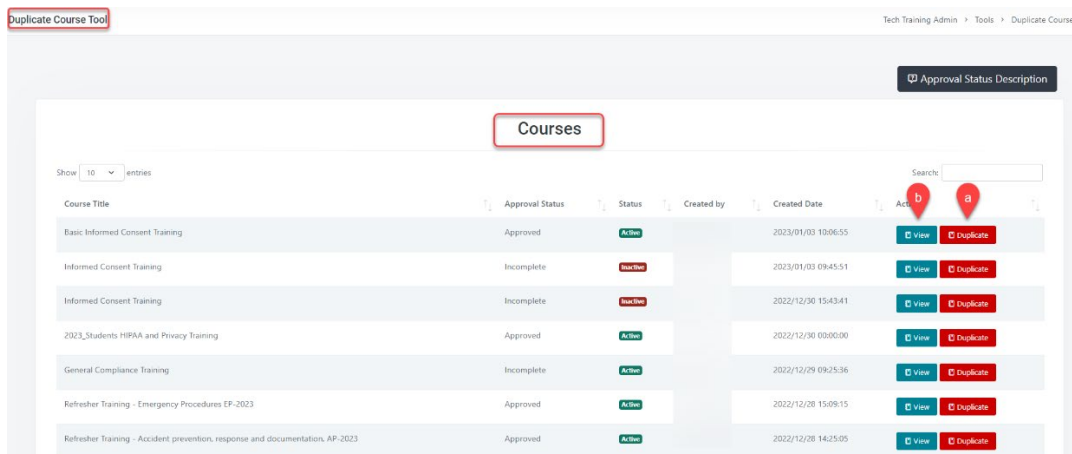 Duplicate Course Tool
Tech Training Admin > Tools > Duplicate Course
Approval Status Description
Courses
Show 10 entries
Search:
b a
Course Title Approval Status Status Created by Created Date Act
Basic Informed Consent Training Approved Active 2023/01/03 10:06:55 View Duplicate
Informed Consent Training Incomplete Inactive 2023/01/03 09:45:51 View Duplicate
Informed Consent Training Incomplete Inactive 2022/12/30 15:43:41 View Duplicate
2023_Students HIPAA and Privacy Training Approved Active 2022/12/30 00:00:00 View Duplicate
General Compliance Training Incomplete Active 2022/12/29 09:25:36 View Duplicate
Refresher Training - Emergency Procedures EP-2023 Approved Active 2022/12/28 15:09:15 View Duplicate
Refresher Training - Accident prevention, response and documentation, AP-2023 Approved Active 2022/12/28 14:25:05 View Duplicate